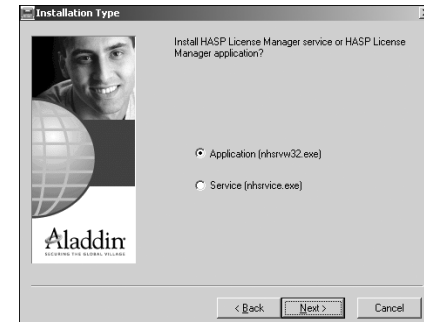 Installation Type
Install HASP License Manager service or HASP License
Manager application?
Application (nhsrvw32.exe)
Service (nhsrvice.exe)
Aladdin
SECURING THE GLOBAL VILLAGE
< Back
Next >
Cancel